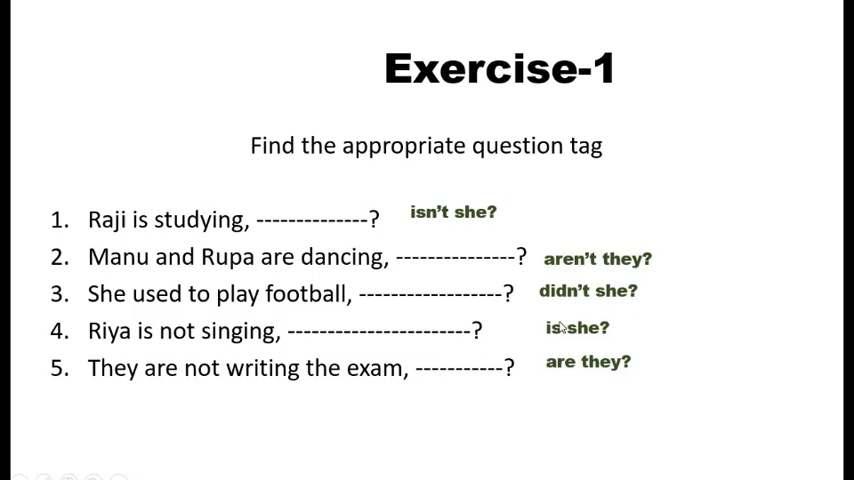 Exercise-1
Find the appropriate question tag
1. Raji is studying, --------------? isn't she?
2. Manu and Rupa are dancing, ---------------? aren't they?
3. She used to play football, ------------------? didn't she?
4. Riya is not singing, -----------------------? is she?
5. They are not writing the exam, -----------? are they?